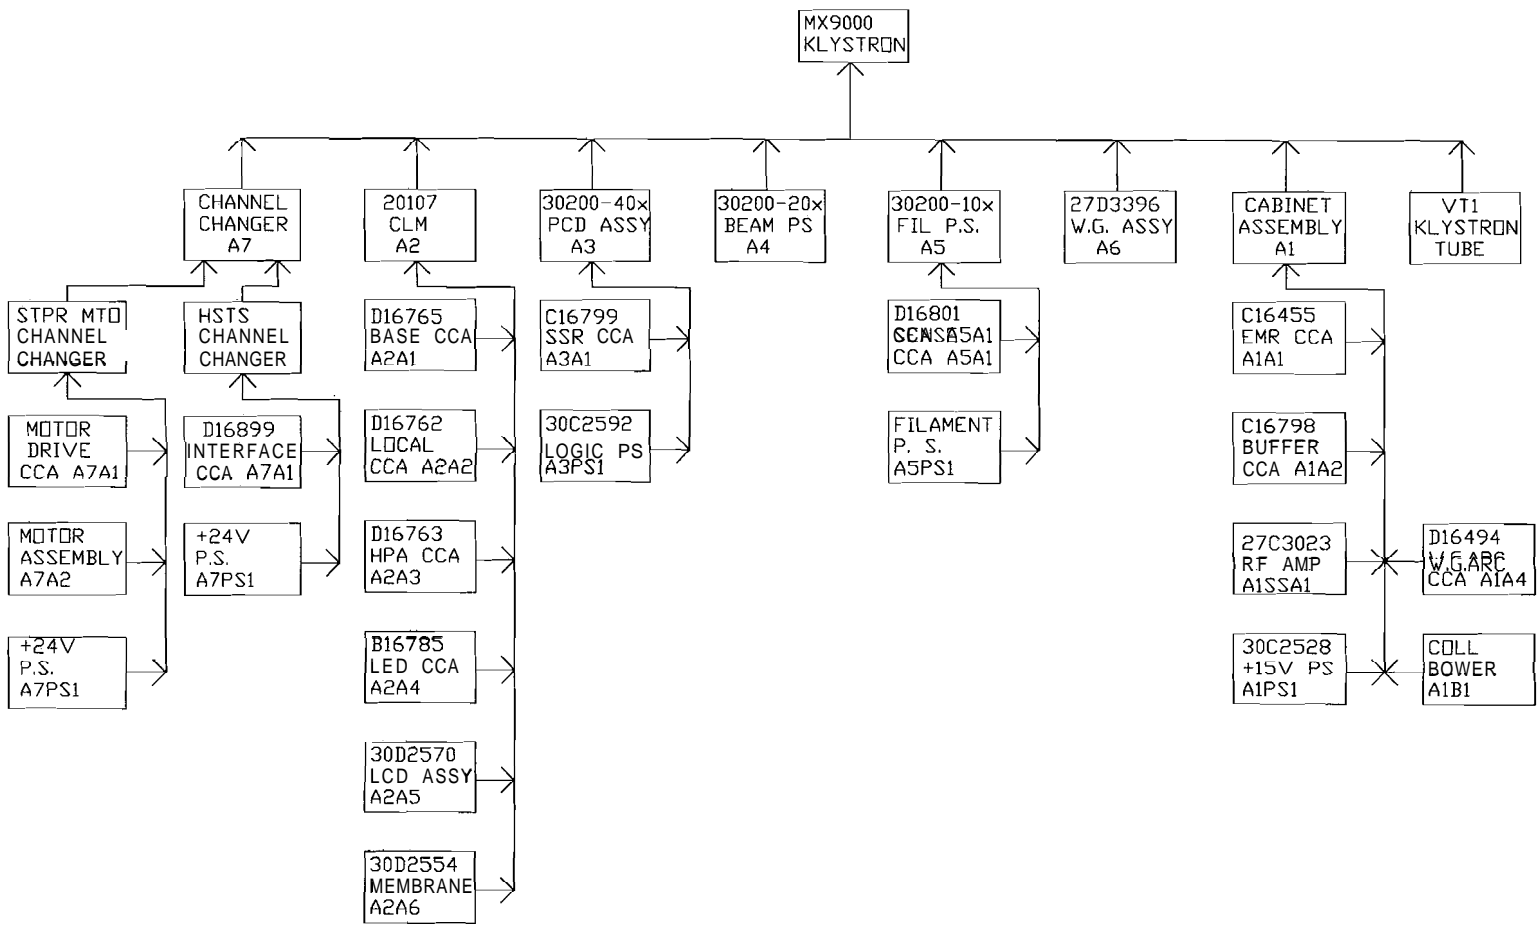 MX9000
KLYSTRON
CHANNEL
CHANGER
A7
20107
CLM
A2
30200-40x
PCD ASSY
A3
30200-20x
BEAM PS
A4
30200-10x
FIL P.S.
A5
27D3396
W.G. ASSY
A6
CABINET
ASSEMBLY
A1
VT1
KLYSTRON
TUBE
STPR MTO
CHANNEL
CHANGER
HSTS
CHANNEL
CHANGER
D16765
BASE CCA
A2A1
C16799
SSR CCA
A3A1
D16801
A5A1
CCA A5A1
C16455
EMR CCA
A1A1
MOTOR
DRIVE
CCA A7A1
D16899
INTERFACE
CCA A7A1
D16762
LOCAL
CCA A2A2
30C2592
LOGIC PS
A3PS1
FILAMENT
P. S.
A5PS1
C16798
BUFFER
CCA A1A2
MOTOR
ASSEMBLY
A7A2
+24V
P.S.
A7PS1
D16763
HPA CCA
A2A3
27C3023
RF AMP
A1SSA1
D16494
W.G.ARC
CCA A1A4
+24V
P.S.
A7PS1
B16785
LED CCA
A2A4
30C2528
+15V PS
A1PS1
COLL
BOWER
A1B1
30D2570
LCD ASSY
A2A5
30D2554
MEMBRANE
A2A6